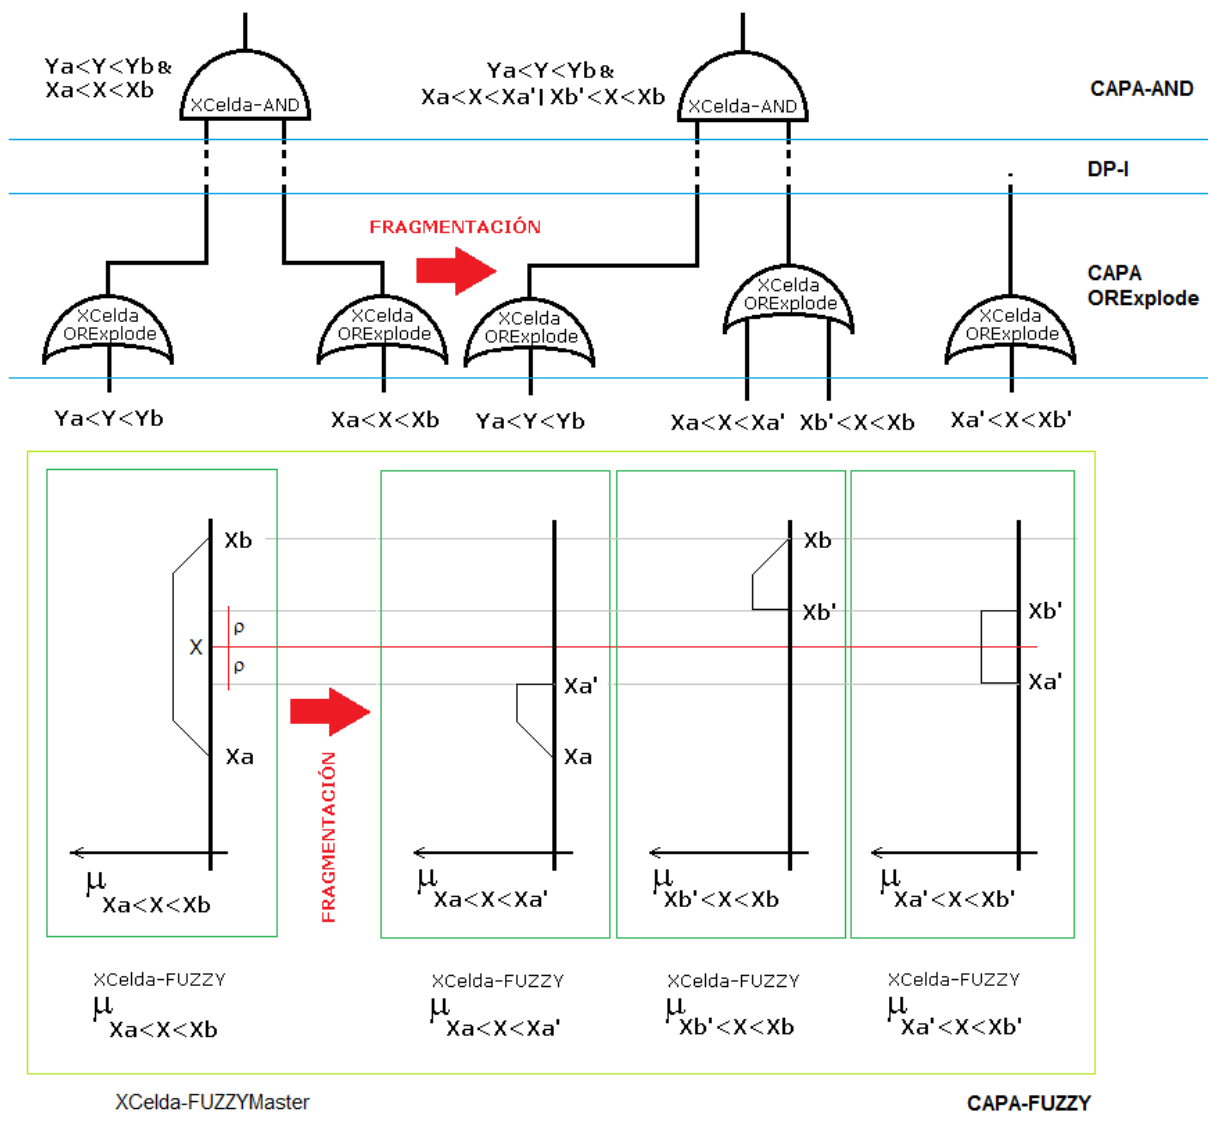 Ya<Y<Yb &
Xa<X<Xb
XCelda-AND
Ya<Y<Yb &
Xa<X<Xa'| Xb'<X<Xb
XCelda-AND
CAPA-AND
DP-I
FRAGMENTACIÓN
CAPA
ORExplode
XCelda
ORExplode
XCelda
ORExplode
XCelda
ORExplode
XCelda
ORExplode
XCelda
ORExplode
Ya<Y<Yb
Xa<X<Xb
Ya<Y<Yb
Xa<X<Xa'
Xb'<X<Xb
Xa'<X<Xb'
Xb
ρ
X
ρ
Xa
μ
Xa<X<Xb
FRAGMENTACIÓN
Xa'
Xa
μ
Xa<X<Xa'
Xb
Xb'
μ
Xb'<X<Xb
Xb'
Xa'
μ
Xa'<X<Xb'
XCelda-FUZZY
μ
Xa<X<Xb
XCelda-FUZZY
μ
Xa<X<Xa'
XCelda-FUZZY
μ
Xb'<X<Xb
XCelda-FUZZY
μ
Xa'<X<Xb'
XCelda-FUZZYMaster
CAPA-FUZZY